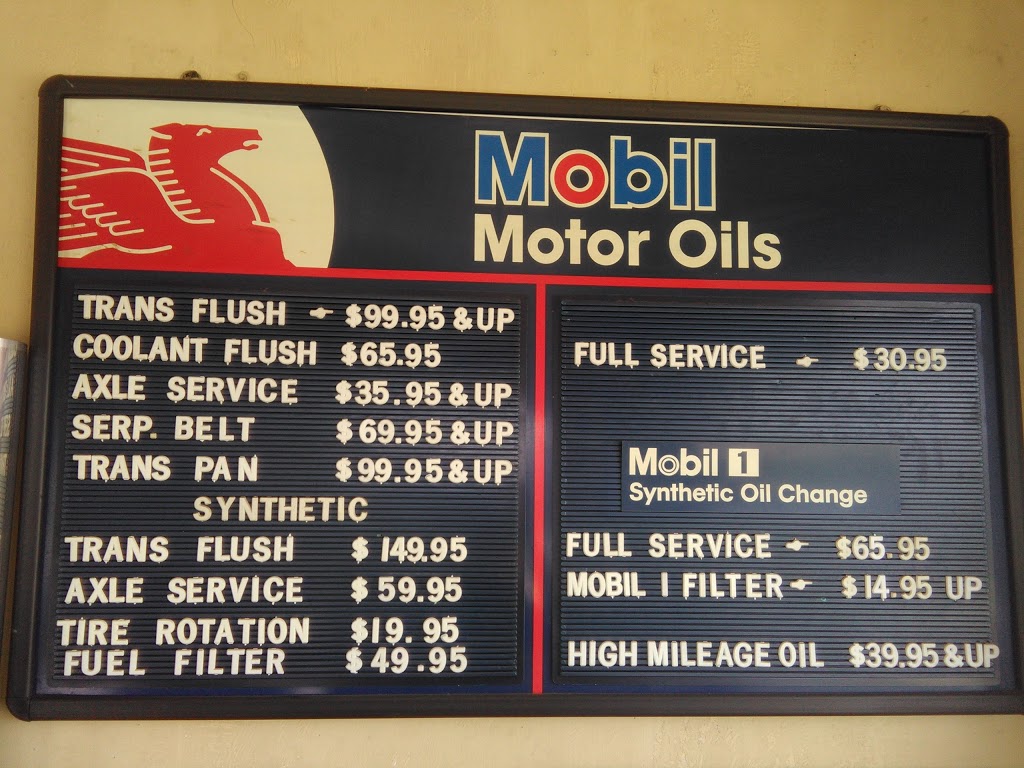 Mobil
Motor Oils
TRANS FLUSH $99.95 & UP
COOLANT FLUSH $65.95
AXLE SERVICE $35.95 & UP
SERP. BELT $69.95 & UP
TRANS PAN $99.95 & UP
SYNTHETIC
TRANS FLUSH $149.95
AXLE SERVICE $59.95
TIRE ROTATION $19.95
FUEL FILTER $49.95
FULL SERVICE $30.95
Mobil 1
Synthetic Oil Change
FULL SERVICE $65.95
MOBIL 1 FILTER $14.95 UP
HIGH MILEAGE OIL $39.95 & UP